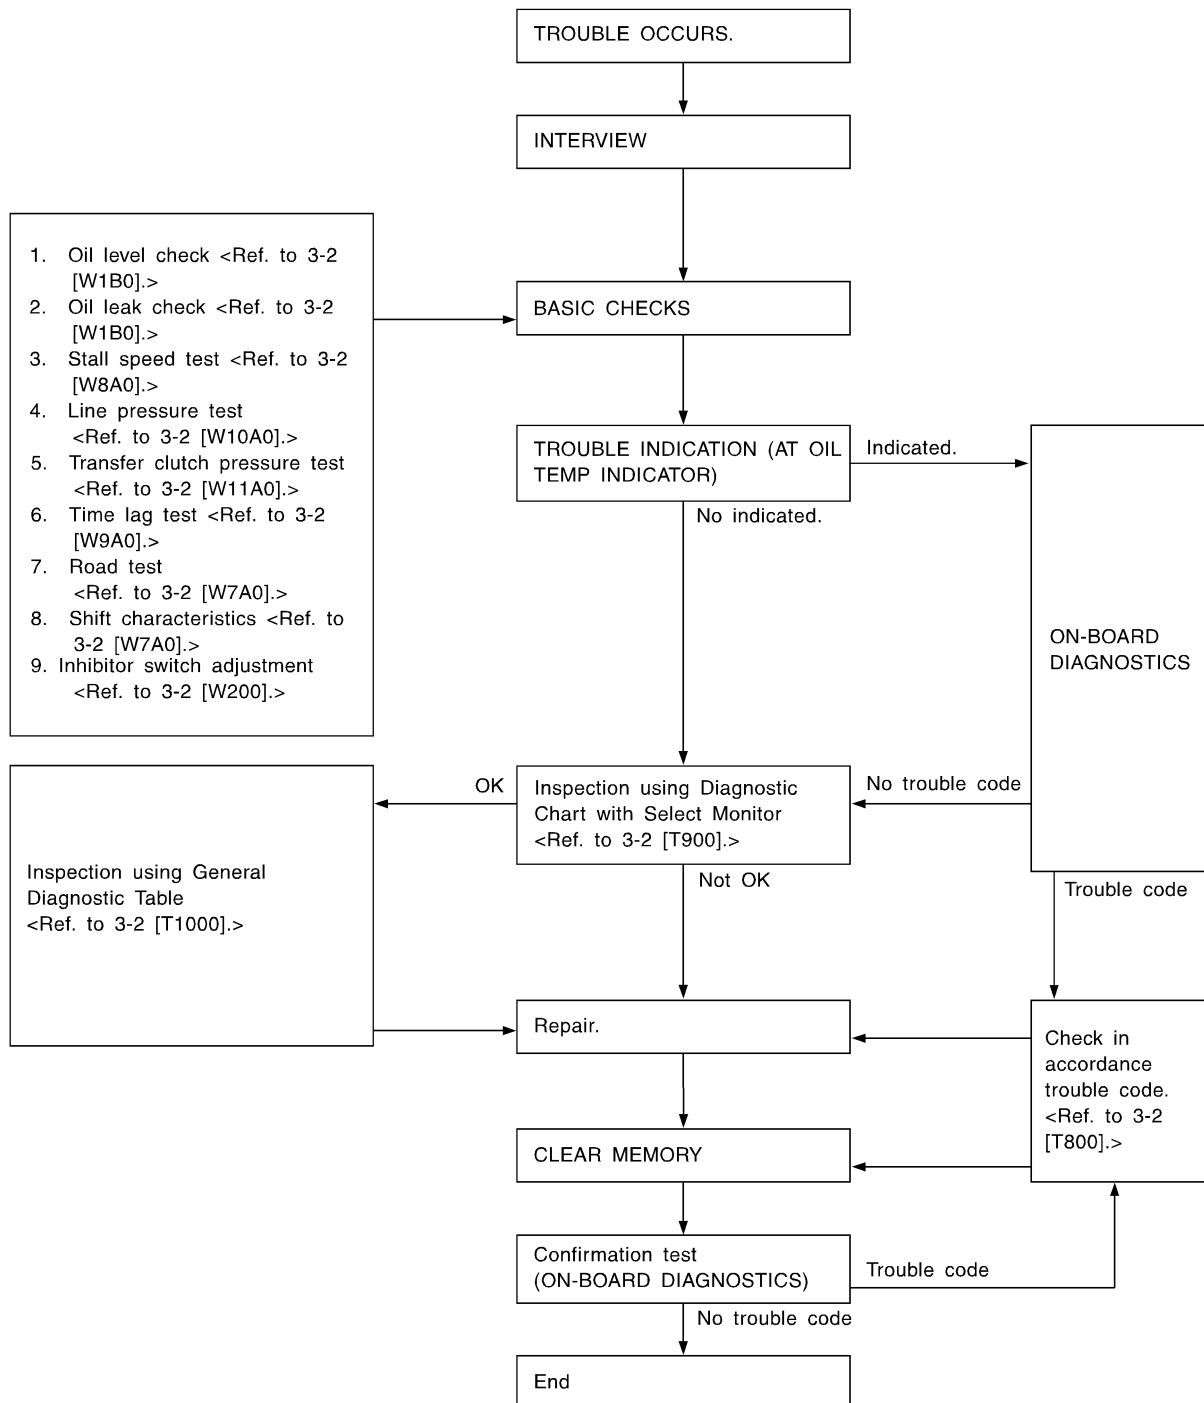 TROUBLE OCCURS.
INTERVIEW
1. Oil level check <Ref. to 3-2
[W1B0].>
2. Oil leak check <Ref. to 3-2
[W1B0].>
3. Stall speed test <Ref. to 3-2
[W8A0].>
4. Line pressure test
<Ref. to 3-2 [W10A0].>
5. Transfer clutch pressure test
<Ref. to 3-2 [W11A0].>
6. Time lag test <Ref. to 3-2
[W9A0].>
7. Road test
<Ref. to 3-2 [W7A0].>
8. Shift characteristics <Ref. to
3-2 [W7A0].>
9. Inhibitor switch adjustment
<Ref. to 3-2 [W200].>
BASIC CHECKS
TROUBLE INDICATION (AT OIL
TEMP INDICATOR)
Indicated.
No indicated.
ON-BOARD
DIAGNOSTICS
No trouble code
Trouble code
Inspection using Diagnostic
Chart with Select Monitor
<Ref. to 3-2 [T900].>
OK
Not OK
Inspection using General
Diagnostic Table
<Ref. to 3-2 [T1000].>
Repair.
Check in
accordance
trouble code.
<Ref. to 3-2
[T800].>
CLEAR MEMORY
Confirmation test
(ON-BOARD DIAGNOSTICS)
Trouble code
No trouble code
End